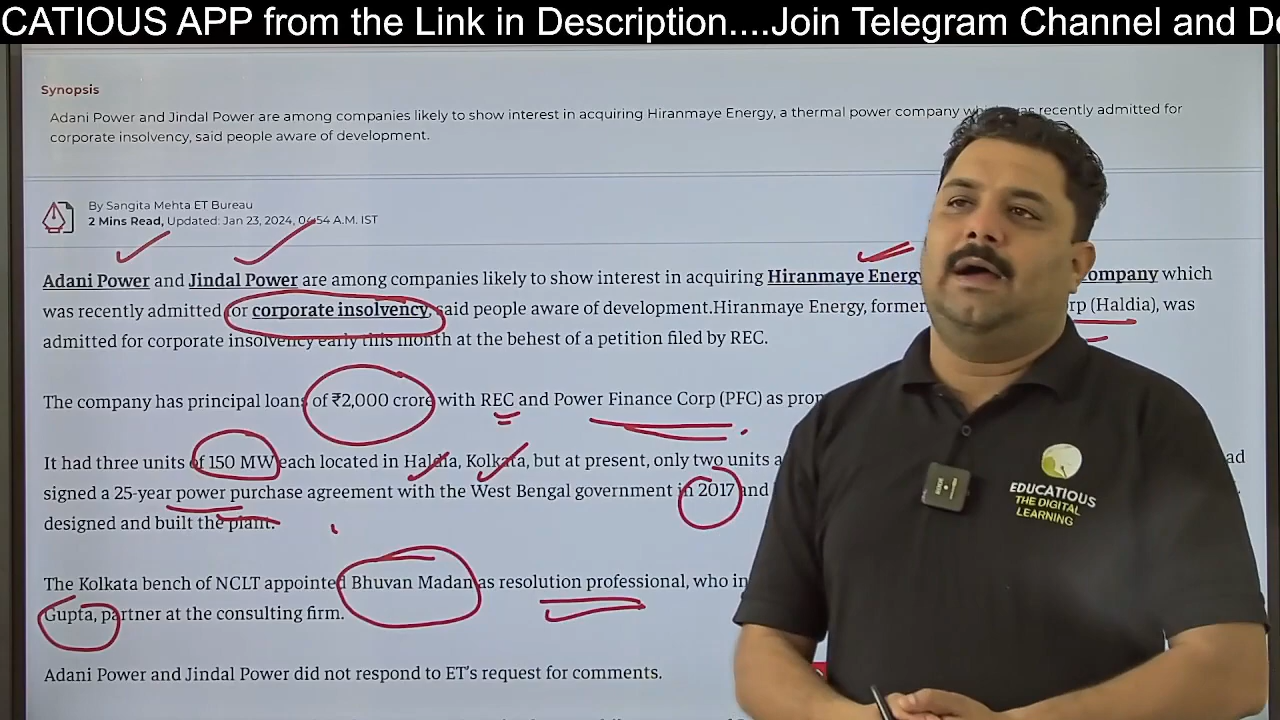 CATIOUS APP from the Link in Description....Join Telegram Channel and
Synopsis
Adani Power and Jindal Power are among companies likely to show interest in acquiring Hiranmaye Energy, a thermal power company recently admitted for
corporate insolvency, said people aware of development.
By Sangita Mehta ET Bureau
2 Mins Read, Updated: Jan 23, 2024, A.M. IST
Adani Power and Jindal Power are among companies likely to show interest in acquiring Hiranmaye Energy company which
was recently admitted for corporate insolvency, said people aware of development.Hiranmaye Energy, (Haldia), was
admitted for corporate insolvency early this month at the behest of a petition filed by REC.
The company has principal loans of ₹2,000 crore with REC and Power Finance Corp (PFC) as
It had three units of 150 MW each located in Haldia, Kolkata, but at present, only two units
signed a 25-year power purchase agreement with the West Bengal government in 2017 and
designed and built the plant.
The Kolkata bench of NCLT appointed Bhuvan Madan as resolution professional, who
Gupta, partner at the consulting firm.
Adani Power and Jindal Power did not respond to ET's request for comments.
EDUCATIOUS
THE DIGITAL
LEARNING